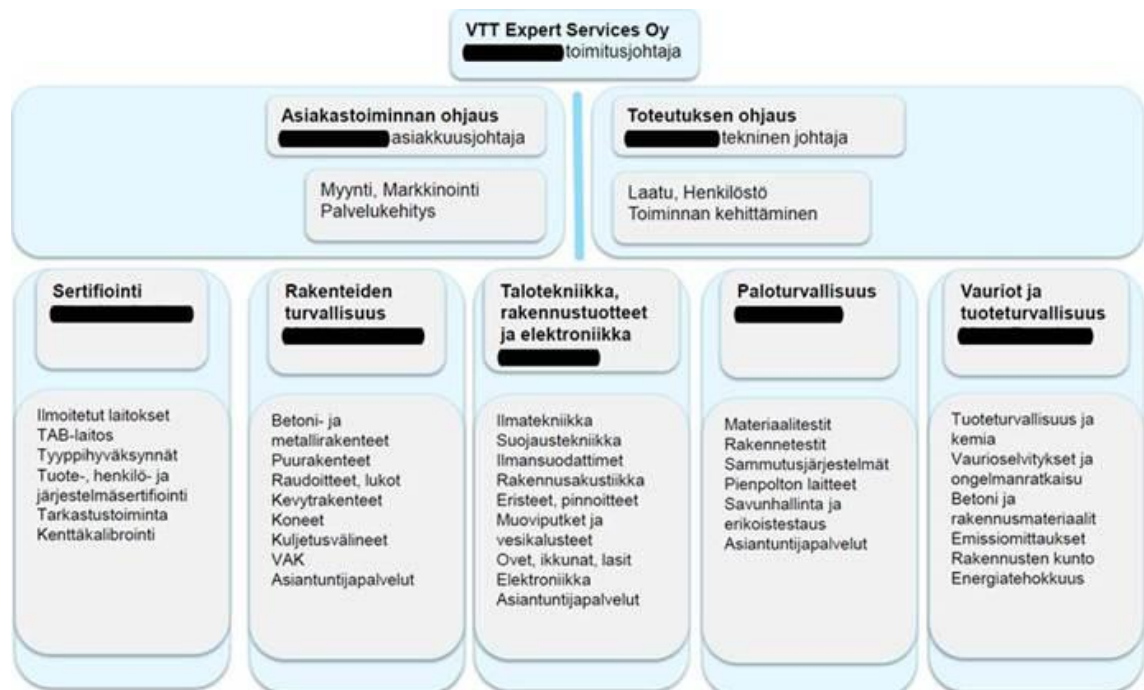 VTT Expert Services Oy
toimitusjohtaja
Asiakastoiminnan ohjaus
asiakkuusjohtaja
Myynti, Markkinointi
Palvelukehitys
Toteutuksen ohjaus
tekninen johtaja
Laatu, Henkilöstö
Toiminnan kehittäminen
Sertifiointi
Ilmoitetut laitokset
TAB-laitos
Tyyppihyväksynnät
Tuote-, henkilö- ja
järjestelmäsertifiointi
Tarkastustoiminta
Kenttäkalibrointi
Rakenteiden
turvallisuus
Betoni- ja
metallirakenteet
Puurakenteet
Raudoitteet, lukot
Kevytrakenteet
Koneet
Kuljetusvälineet
VAK
Asiantuntijapalvelut
Talotekniikka,
rakennustuotteet
ja elektroniikka
Ilmatekniikka
Suojaustekniikka
Ilmansuodattimet
Rakennusakustiikka
Eristeet, pinnoitteet
Muoviputket ja
vesikalusteet
Ovet, ikkunat, lasit
Elektroniikka
Asiantuntijapalvelut
Paloturvallisuus
Materiaalitestit
Rakennetestit
Sammutusjärjestelmät
Pienpolton laitteet
Savunhallinta ja
erikoistestaus
Asiantuntijapalvelut
Vauriot ja
tuoteturvallisuus
Tuoteturvallisuus ja
kemia
Vaurioselvitykset ja
ongelmanratkaisu
Betoni ja
rakennusmateriaalit
Emissiomittaukset
Rakennusten kunto
Energiatehokkuus